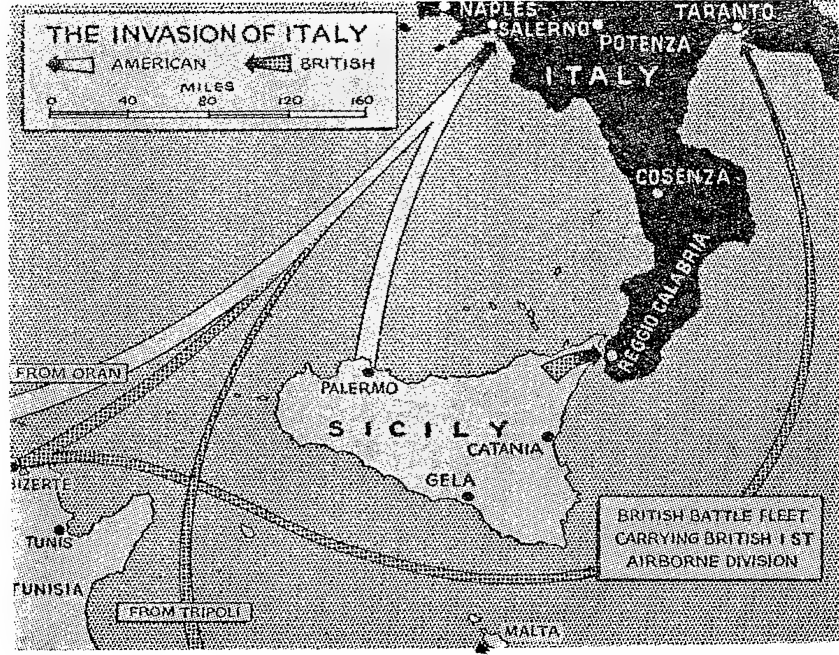 THE INVASION OF ITALY
AMERICAN BRITISH
MILES
0 40 80 120 160
NAPLES
SALERNO
POTENZA
TARANTO
ITALY
COSENZA
REGGIO CALABRIA
FROM ORAN
PALERMO
SICILY
CATANIA
GELA
BIZERTE
TUNIS
TUNISIA
FROM TRIPOLI
BRITISH BATTLE FLEET
CARRYING BRITISH 1ST
AIRBORNE DIVISION
MALTA